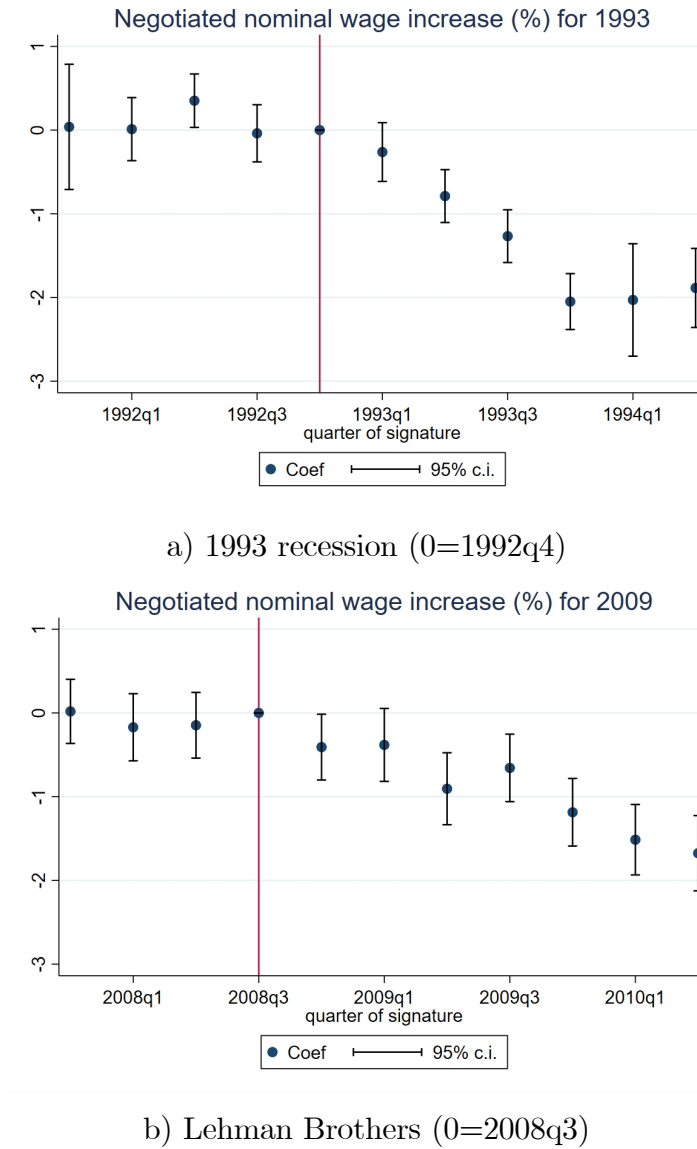 Negotiated nominal wage increase (%) for 1993
1
0
-1
-2
-3
1992q1 1992q3 1993q1 1993q3 1994q1
quarter of signature
Coef 95% c.i.
a) 1993 recession (0=1992q4)
Negotiated nominal wage increase (%) for 2009
1
0
-1
-2
-3
2008q1 2008q3 2009q1 2009q3 2010q1
quarter of signature
Coef 95% c.i.
b) Lehman Brothers (0=2008q3)